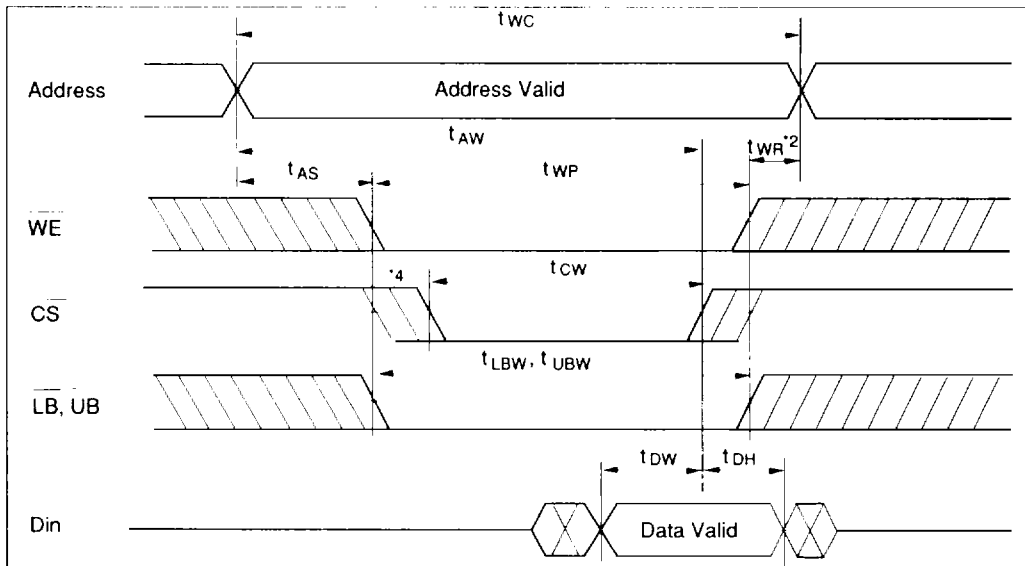 tWC
Address
Address Valid
tAW
tWR*2
tAS
tWP
WE
tCW
*4
CS
tLBW, tUBW
LB, UB
tDW
tDH
Din
Data Valid